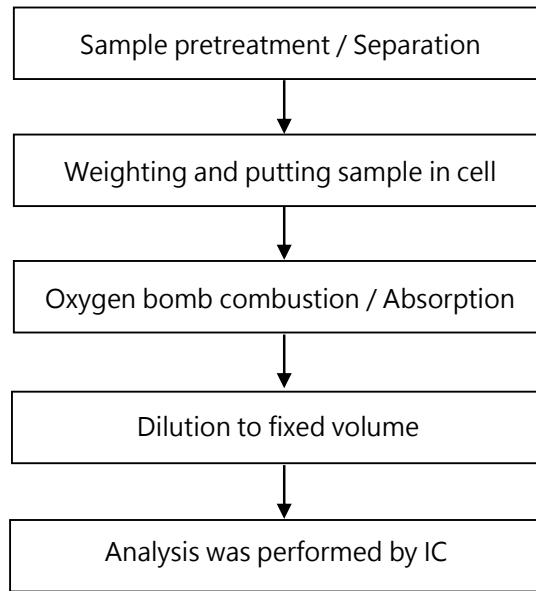 Sample pretreatment / Separation
Weighting and putting sample in cell
Oxygen bomb combustion / Absorption
Dilution to fixed volume
Analysis was performed by IC